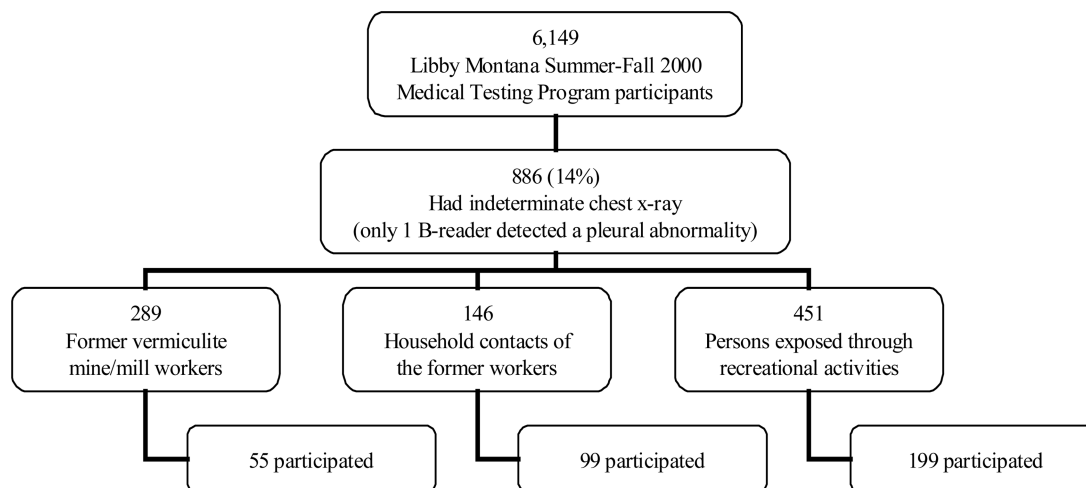 6,149
Libby Montana Summer-Fall 2000
Medical Testing Program participants
886 (14%)
Had indeterminate chest x-ray
(only 1 B-reader detected a pleural abnormality)
289
Former vermiculite
mine/mill workers
146
Household contacts of
the former workers
451
Persons exposed through
recreational activities
55 participated
99 participated
199 participated